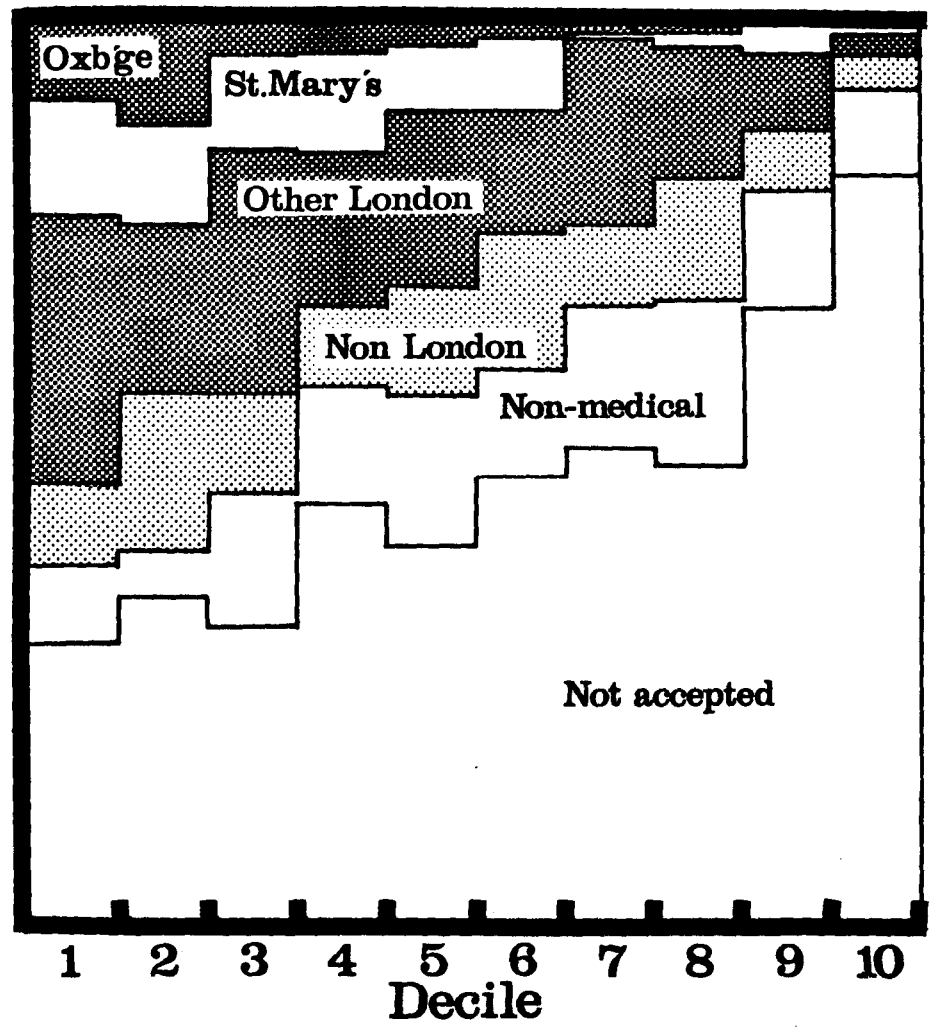 Oxbge
St.Mary's
Other London
Non London
Non-medical
Not accepted
1 2 3 4 5 6 7 8 9 10
Decile